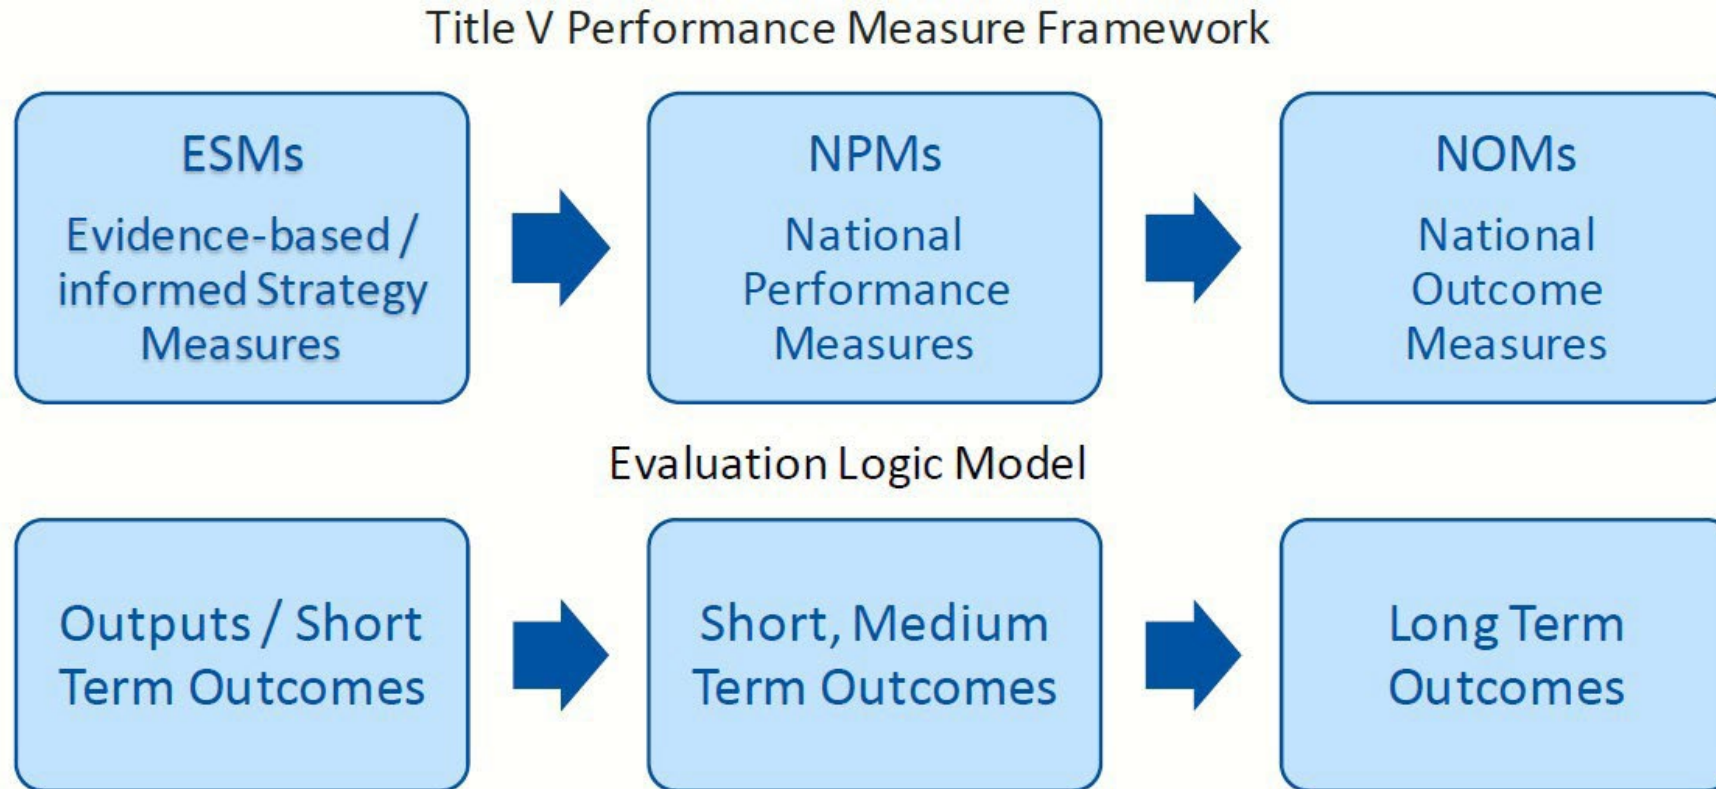 Title V Performance Measure Framework
ESMs
Evidence-based /
informed Strategy
Measures
NPMs
National
Performance
Measures
NOMs
National
Outcome
Measures
Evaluation Logic Model
Outputs / Short
Term Outcomes
Short, Medium
Term Outcomes
Long Term
Outcomes